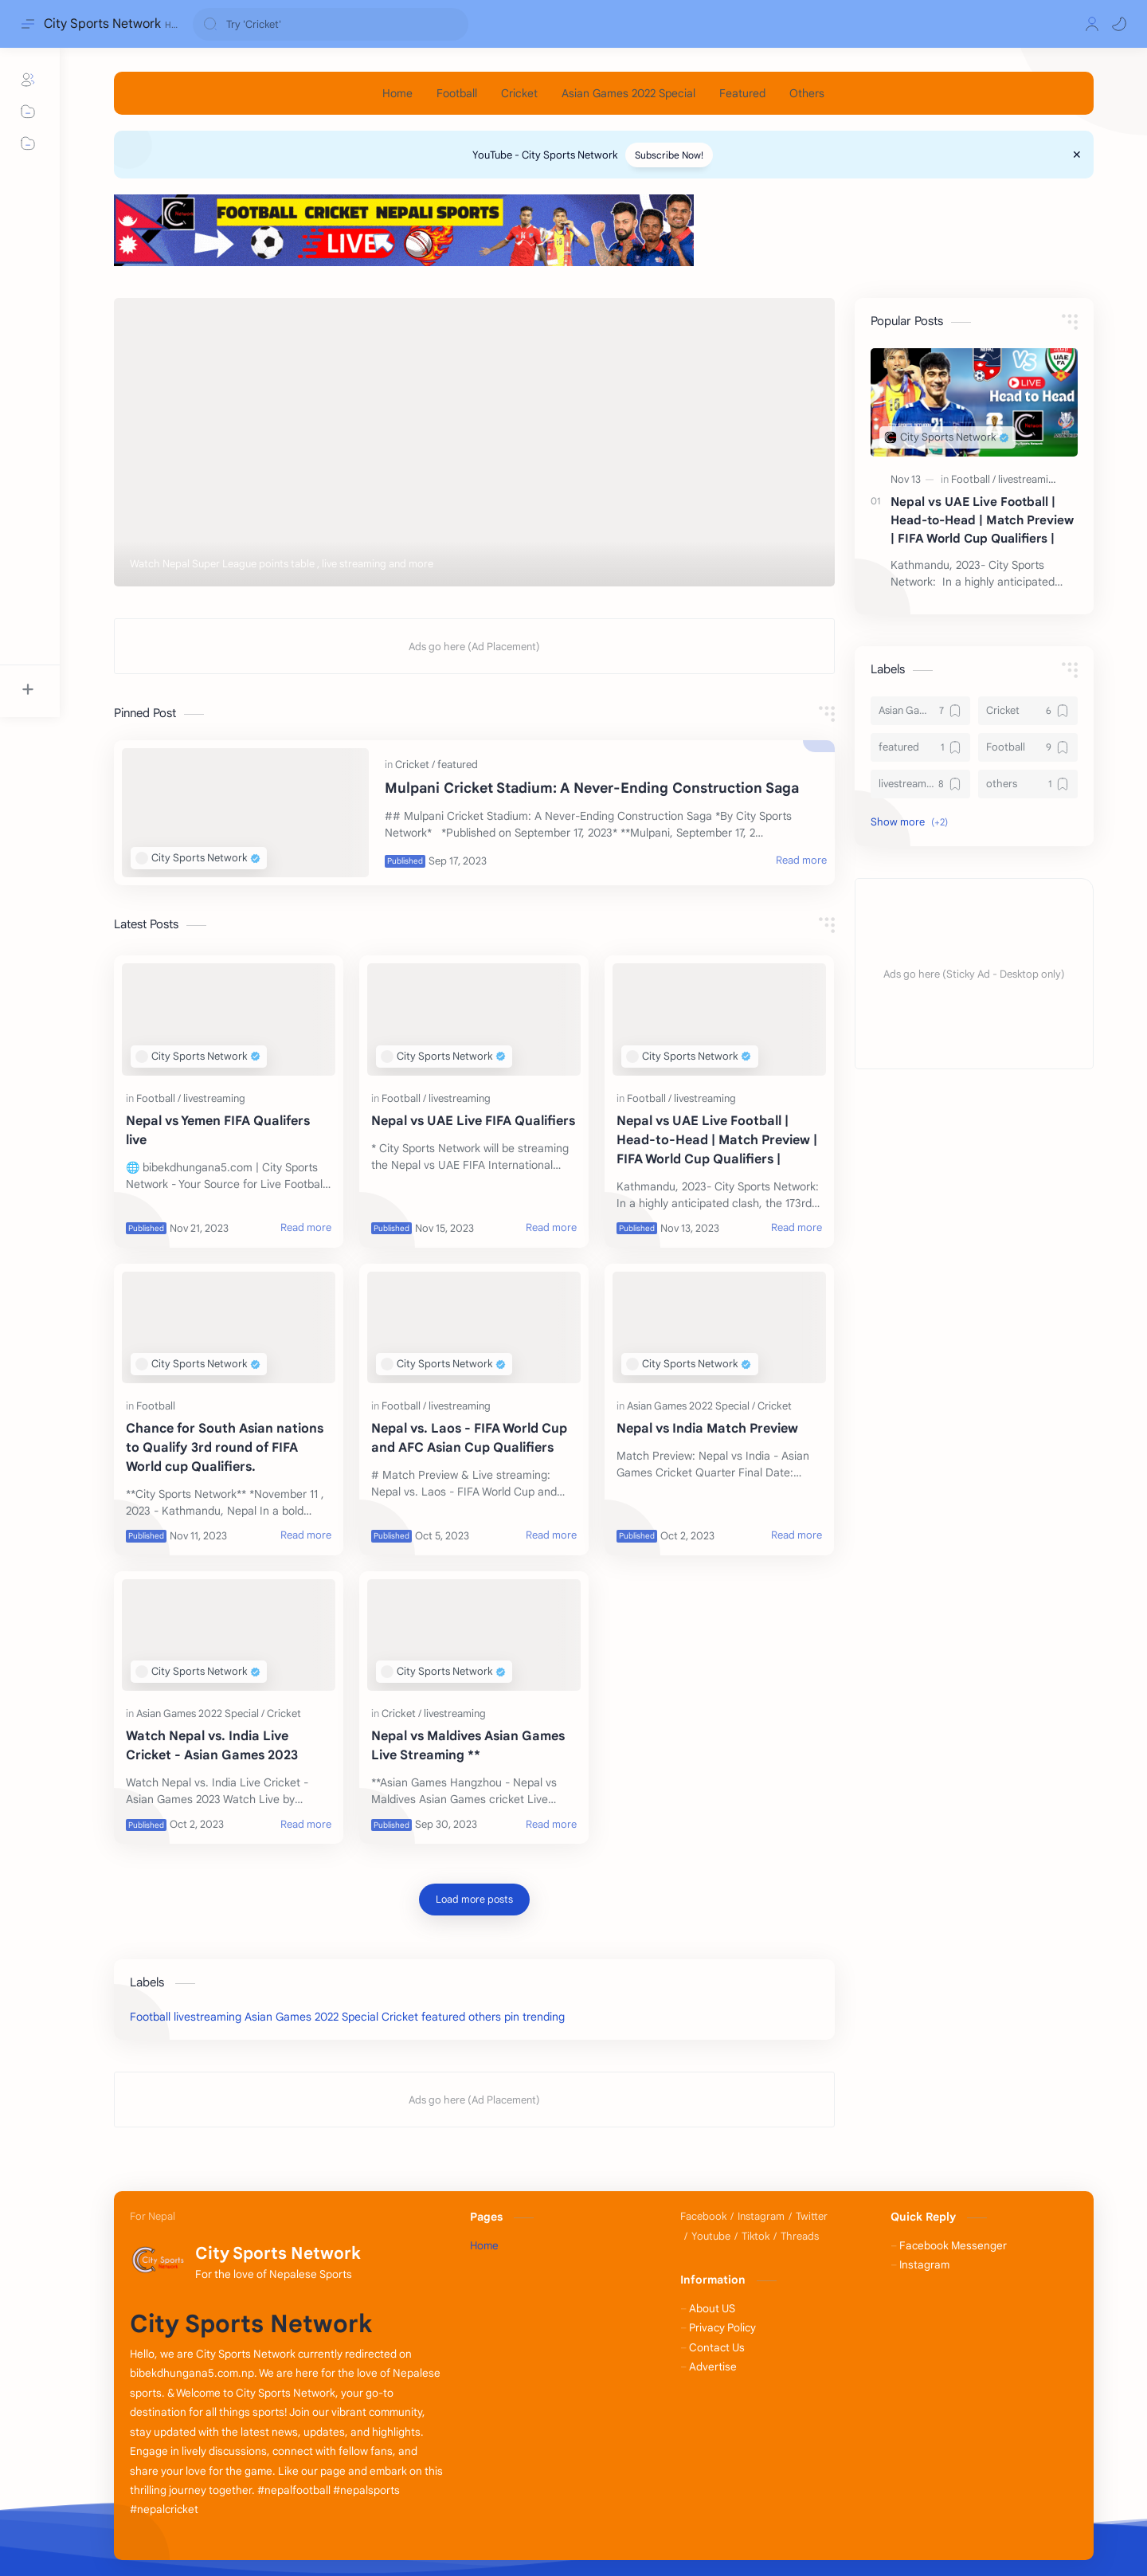 City Sports Network H...
Try 'Cricket'
Home Football Cricket Asian Games 2022 Special Featured Others
YouTube - City Sports Network Subscribe Now!
FOOTBALL CRICKET NEPALI SPORTS
LIVE
Watch Nepal Super League points table , live streaming and more
Ads go here (Ad Placement)
Pinned Post
in Cricket / featured
Mulpani Cricket Stadium: A Never-Ending Construction Saga
## Mulpani Cricket Stadium: A Never-Ending Construction Saga *By City Sports
Network* *Published on September 17, 2023* **Mulpani, September 17, 2...
City Sports Network
Published Sep 17, 2023
Read more
Latest Posts
City Sports Network
in Football / livestreaming
Nepal vs Yemen FIFA Qualifers
live
🌐 bibekdhungana5.com | City Sports
Network - Your Source for Live Footbal...
Published Nov 21, 2023
Read more
City Sports Network
in Football / livestreaming
Nepal vs UAE Live FIFA Qualifiers
* City Sports Network will be streaming
the Nepal vs UAE FIFA International...
Published Nov 15, 2023
Read more
City Sports Network
in Football / livestreaming
Nepal vs UAE Live Football |
Head-to-Head | Match Preview |
FIFA World Cup Qualifiers |
Kathmandu, 2023- City Sports Network:
In a highly anticipated clash, the 173rd...
Published Nov 13, 2023
Read more
City Sports Network
in Football
Chance for South Asian nations
to Qualify 3rd round of FIFA
World cup Qualifiers.
**City Sports Network** *November 11 ,
2023 - Kathmandu, Nepal In a bold...
Published Nov 11, 2023
Read more
City Sports Network
in Football / livestreaming
Nepal vs. Laos - FIFA World Cup
and AFC Asian Cup Qualifiers
# Match Preview & Live streaming:
Nepal vs. Laos - FIFA World Cup and...
Published Oct 5, 2023
Read more
City Sports Network
in Asian Games 2022 Special / Cricket
Nepal vs India Match Preview
Match Preview: Nepal vs India - Asian
Games Cricket Quarter Final Date:...
Published Oct 2, 2023
Read more
City Sports Network
in Asian Games 2022 Special / Cricket
Watch Nepal vs. India Live
Cricket - Asian Games 2023
Watch Nepal vs. India Live Cricket -
Asian Games 2023 Watch Live by...
Published Oct 2, 2023
Read more
City Sports Network
in Cricket / livestreaming
Nepal vs Maldives Asian Games
Live Streaming **
**Asian Games Hangzhou - Nepal vs
Maldives Asian Games cricket Live...
Published Sep 30, 2023
Read more
Load more posts
Labels
Football livestreaming Asian Games 2022 Special Cricket featured others pin trending
Ads go here (Ad Placement)
Popular Posts
VS
UAE FA
LIVE
Head to Head
21
City Sports Network
Nov 13 — in Football / livestreami...
01
Nepal vs UAE Live Football |
Head-to-Head | Match Preview
| FIFA World Cup Qualifiers |
Kathmandu, 2023- City Sports
Network: In a highly anticipated...
Labels
Asian Ga... 7
Cricket 6
featured 1
Football 9
livestream... 8
others 1
Show more (+2)
Ads go here (Sticky Ad - Desktop only)
For Nepal
City Sports
City Sports Network
For the love of Nepalese Sports
City Sports Network
Hello, we are City Sports Network currently redirected on
bibekdhungana5.com.np. We are here for the love of Nepalese
sports. & Welcome to City Sports Network, your go-to
destination for all things sports! Join our vibrant community,
stay updated with the latest news, updates, and highlights.
Engage in lively discussions, connect with fellow fans, and
share your love for the game. Like our page and embark on this
thrilling journey together. #nepalfootball #nepalsports
#nepalcricket
Pages
Home
Facebook / Instagram / Twitter
/ Youtube / Tiktok / Threads
Information
About US
Privacy Policy
Contact Us
Advertise
Quick Reply
Facebook Messenger
Instagram